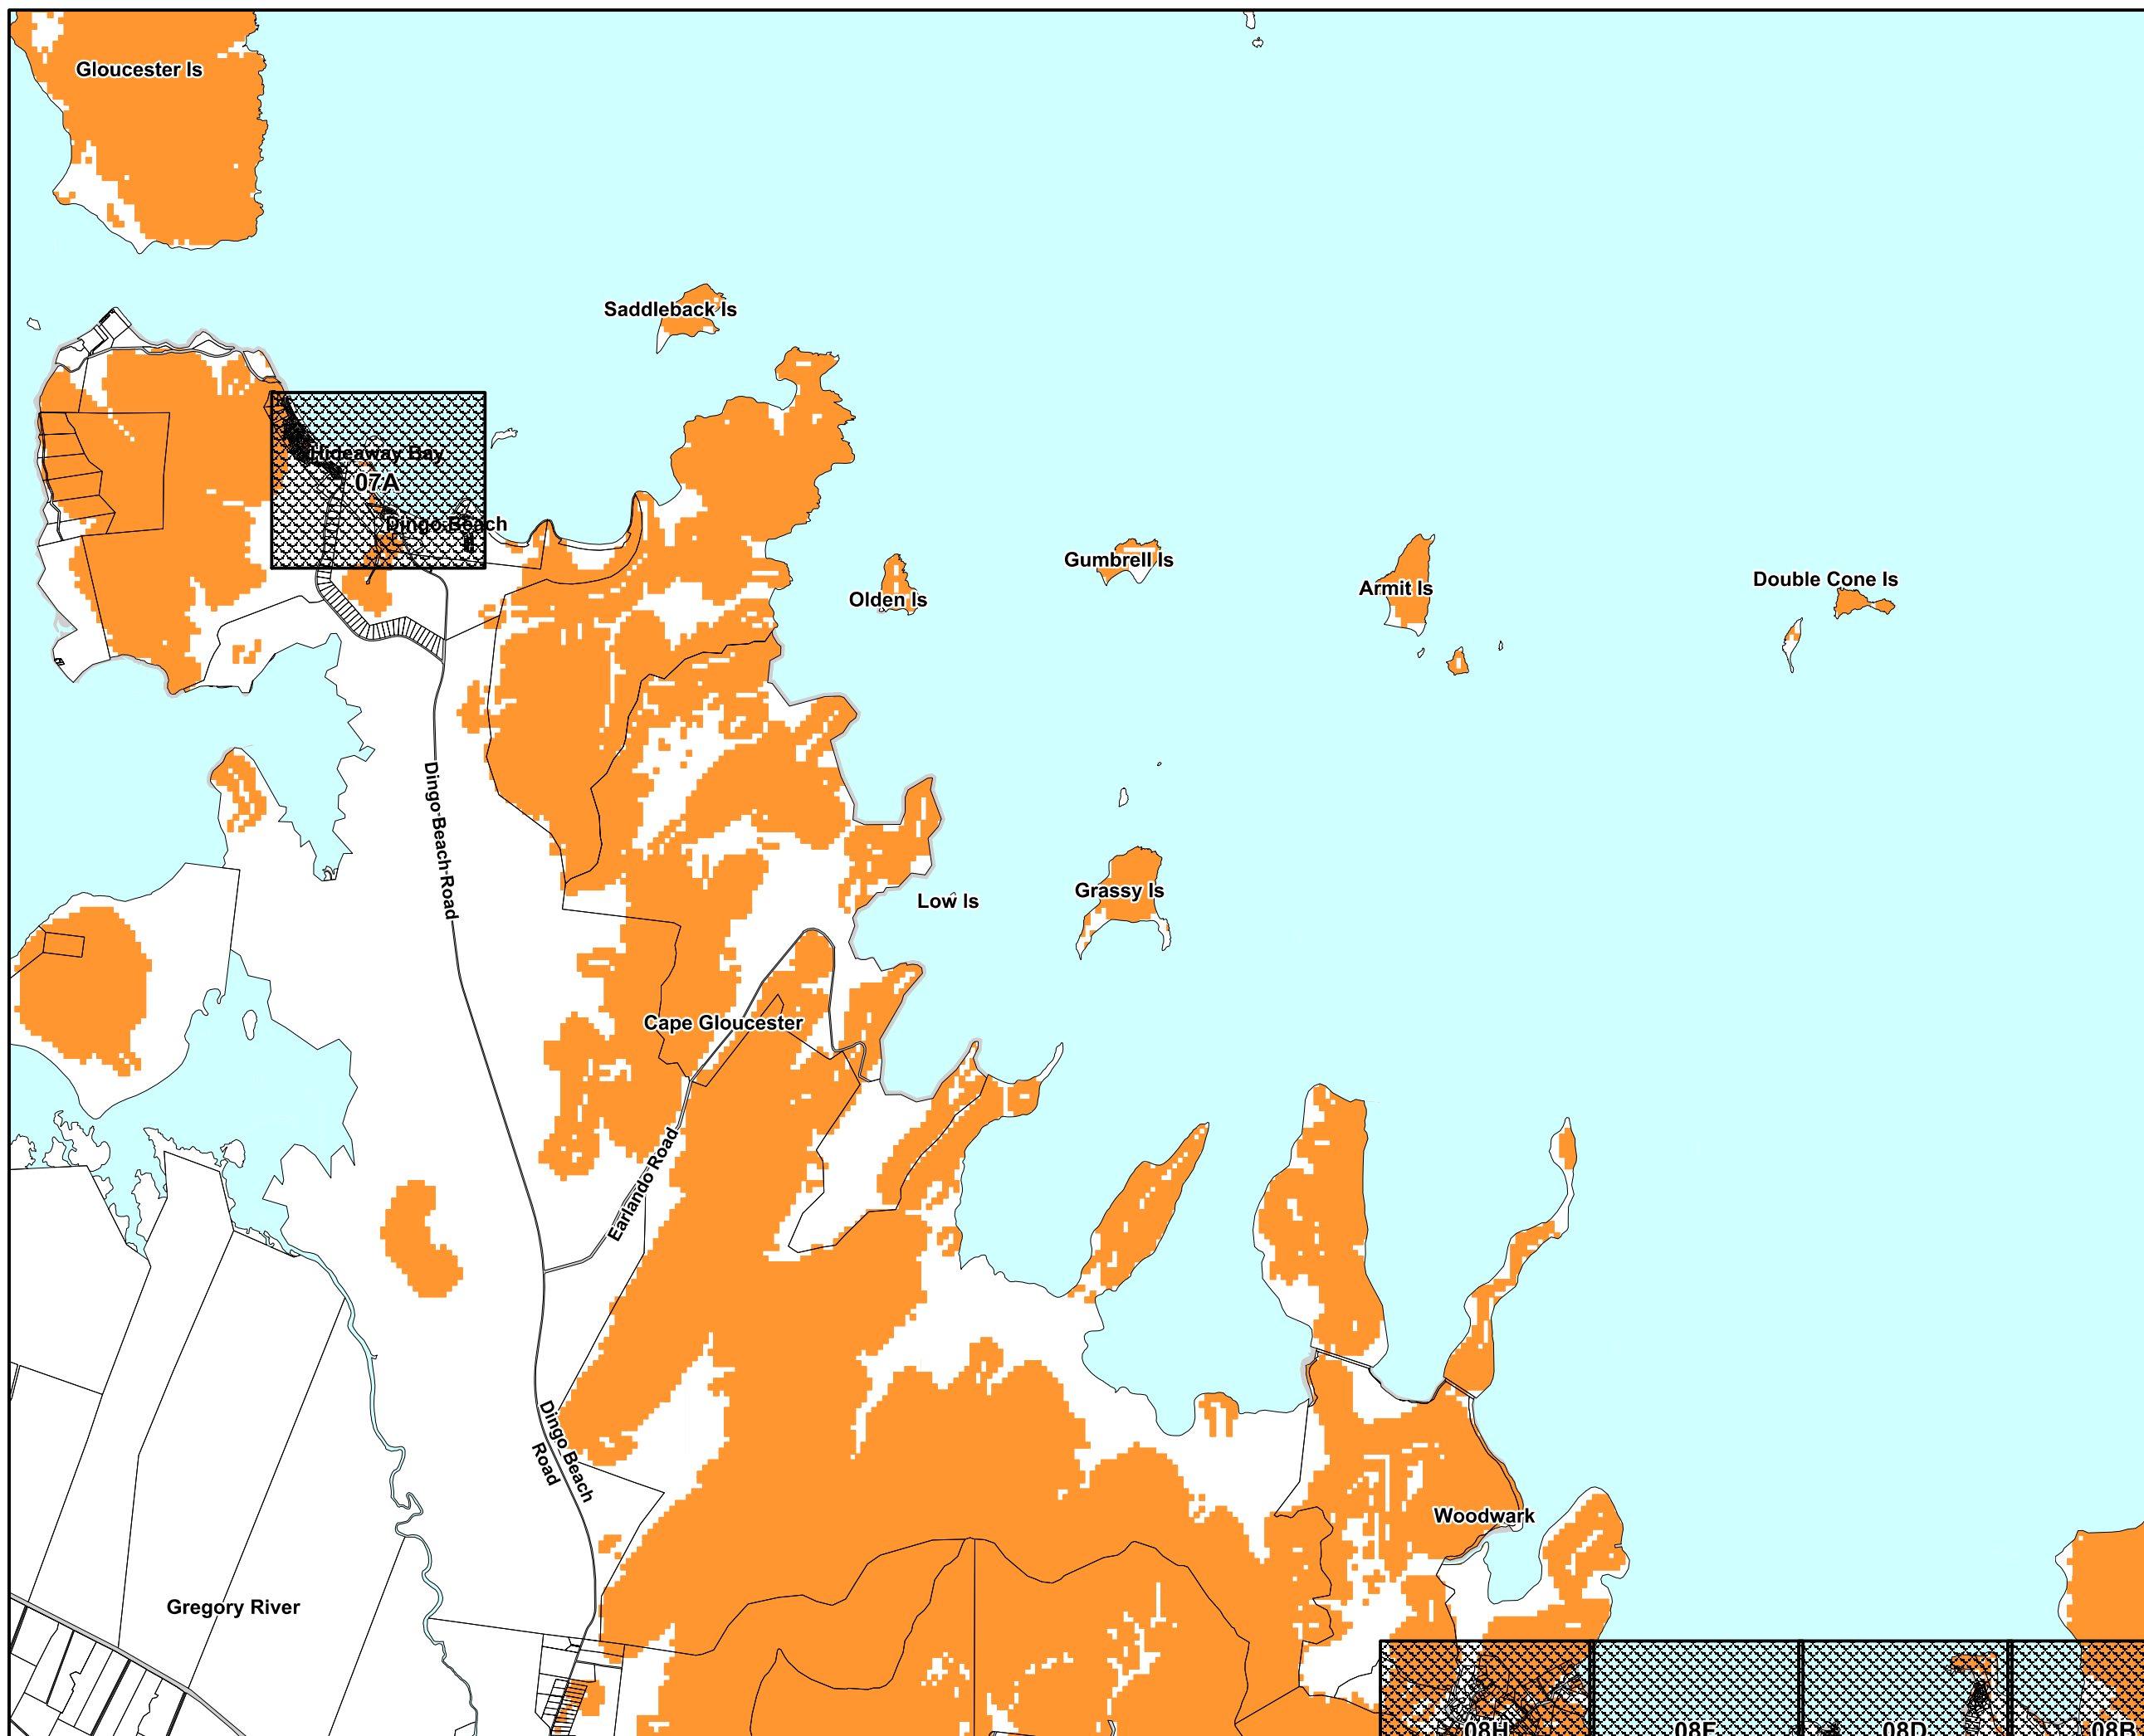 Gloucester Is
Saddleback Is
Hideaway Bay
07A
Dingo Beach
Gumbrell Is
Olden Is
Armit Is
Double Cone Is
Dingo Beach Road
Low Is
Grassy Is
Cape Gloucester
Earlando Road
Dingo Beach
Road
Woodwark
Gregory River
08H
08E
08D
08B